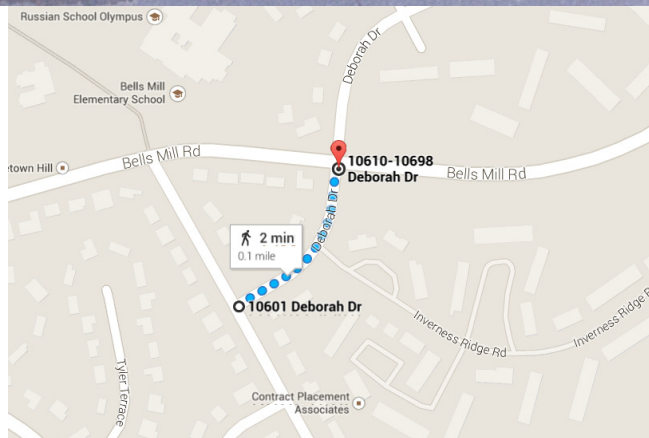 Russian School Olympus
Deborah Dr
Bells Mill
Elementary School
Bells Mill Rd
etown Hill
10610-10698
Deborah Dr
Bells Mill Rd
Deborah Dr
2 min
0.1 mile
10601 Deborah Dr
Inverness Ridge Rd
Inverness Ridge R
Tyler Terrace
Contract Placement
Associates